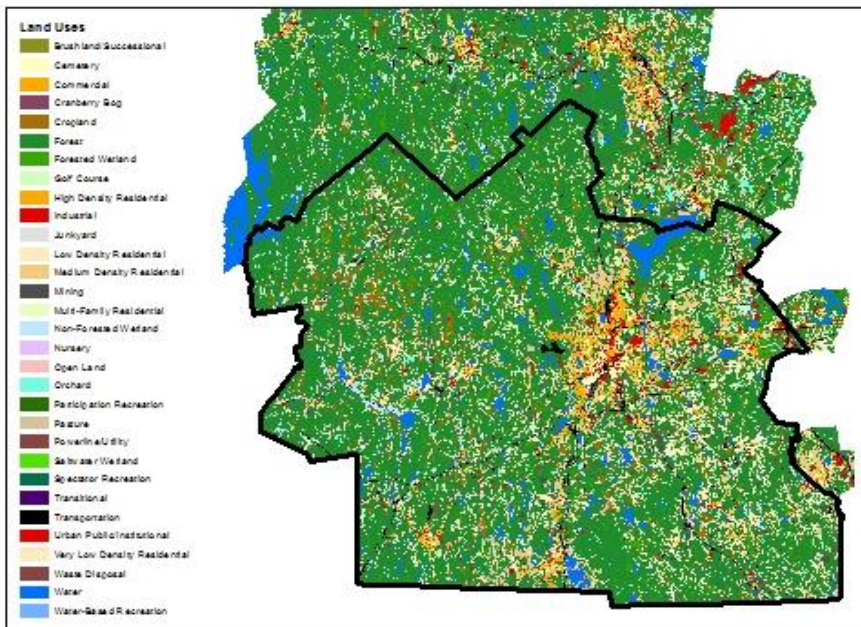 Land Uses
Brushland/Successional
Cemetery
Commercial
Cranberry Bog
Cropland
Forest
Forested Wetland
Golf Course
High Density Residential
Industrial
Junkyard
Low Density Residential
Medium Density Residential
Mining
Multi-Family Residential
Non-Forested Wetland
Nursery
Open Land
Orchard
Participation Recreation
Pasture
Powerline/Utility
Saltwater Wetland
Spectator Recreation
Transitional
Transportation
Urban Public/Institutional
Very Low Density Residential
Waste Disposal
Water
Water-Based Recreation